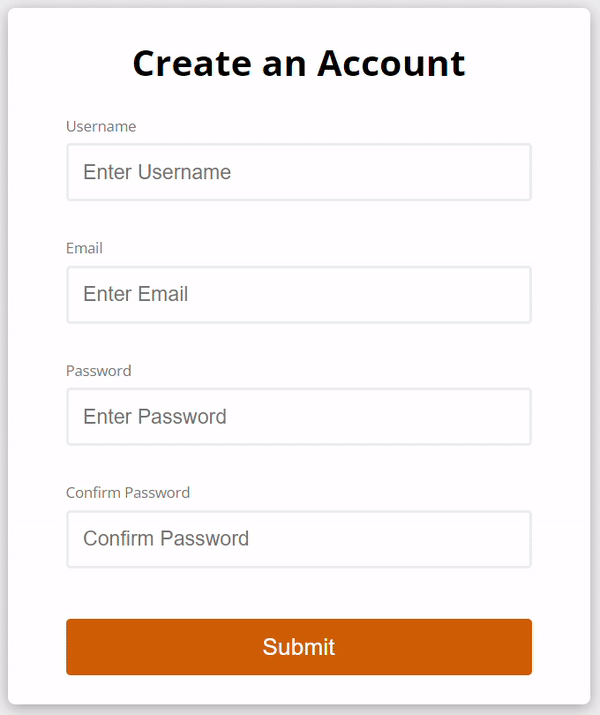 Create an Account
Username
Enter Username
Email
Enter Email
Password
Enter Password
Confirm Password
Confirm Password
Submit